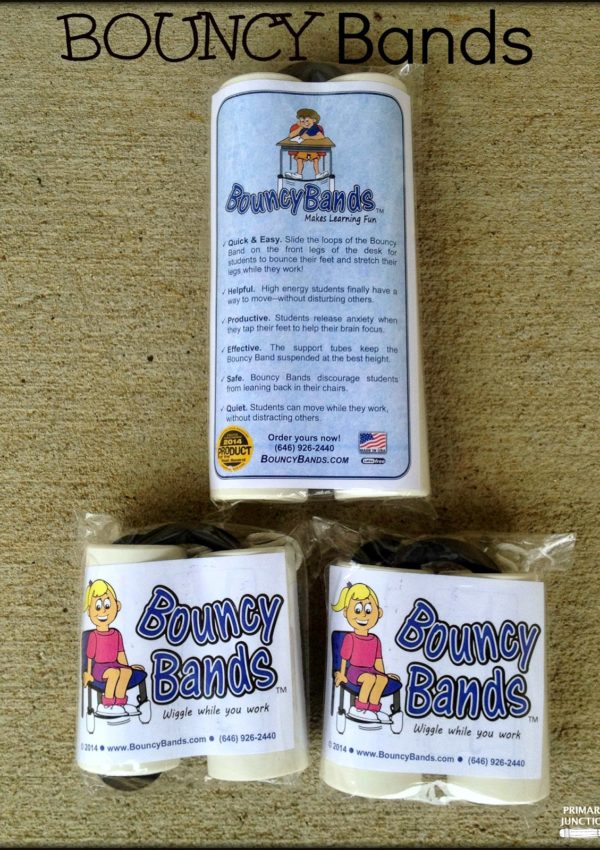 BOUNCY Bands
BouncyBands™
Makes Learning Fun
✓ Quick & Easy. Slide the loops of the Bouncy
Band on the front legs of the desk for
students to bounce their feet and stretch their
legs while they work!
✓ Helpful. High energy students finally have a
way to move--without disturbing others.
✓ Productive. Students release anxiety when
they tap their feet to help their brain focus.
✓ Effective. The support tubes keep the
Bouncy Band suspended at the best height.
✓ Safe. Bouncy Bands discourage students
from leaning back in their chairs.
✓ Quiet. Students can move while they work,
without distracting others.
2014
PRODUCT
Order yours now!
(646) 926-2440
BOUNCYBANDS.COM
MADE IN USA
Bouncy
Bands™
Wiggle while you work
© 2014 • www.BouncyBands.com • (646) 926-2440
Bouncy
Bands™
Wiggle while you work
© 2014 • www.BouncyBands.com • (646) 926-2440
PRIMARY
JUNCTION